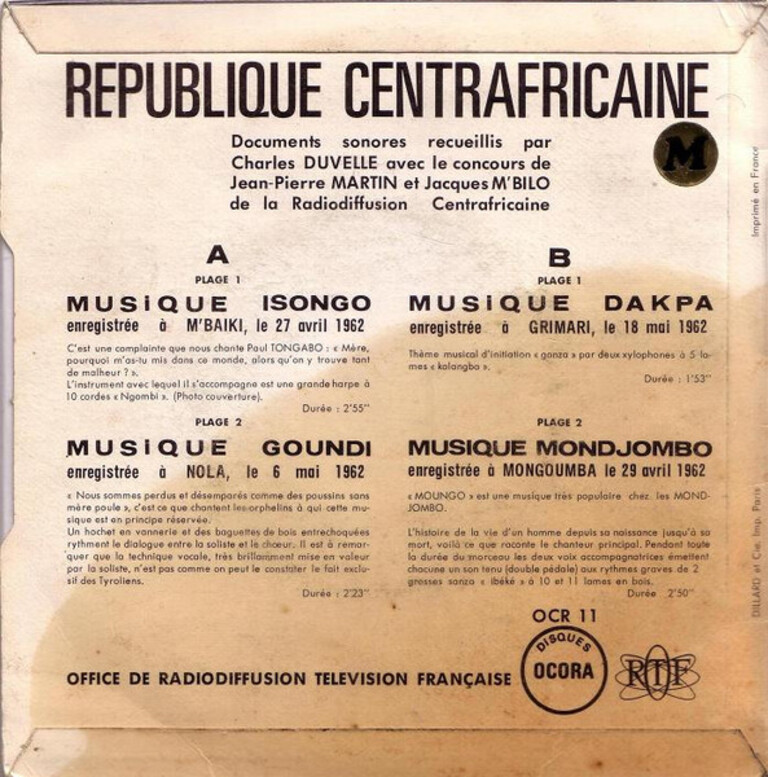 REPUBLIQUE CENTRAFRICAINE
Documents sonores recueillis par
Charles DUVELLE avec le concours de
Jean-Pierre MARTIN et Jacques M'BILO
de la Radiodiffusion Centrafricaine
M
Imprimé en France
A
PLAGE 1
MUSiQUE ISONGO
enregistrée à M'BAIKI, le 27 avril 1962
C'est une complainte que nous chante Paul TONGABO : « Mère,
pourquoi m'as-tu mis dans ce monde, alors qu'on y trouve tant
de malheur ? ».
L'instrument avec lequel il s'accompagne est une grande harpe à
10 cordes « Ngombi ». (Photo couverture).
Durée : 2'55"
PLAGE 2
MUSiQUE GOUNDI
enregistrée à NOLA, le 6 mai 1962
« Nous sommes perdus et désemparés comme des poussins sans
mère poule », c'est ce que chantent les orphelins à qui cette mu-
sique est en principe réservée.
Un hochet en vannerie et des baguettes de bois entrechoquées
rythment le dialogue entre la soliste et le chœur. Il est à remar-
quer que la technique vocale, très brillamment mise en valeur
par la soliste, n'est pas comme on peut le constater le fait exclu-
sif des Tyroliens.
Durée : 2'23"
B
PLAGE 1
MUSiQUE DAKPA
enregistrée à GRIMARI, le 18 mai 1962
Thème musical d'initiation « ganza » par deux xylophones à 5 la-
mes « kalangba ».
Durée : 1'53"
PLAGE 2
MUSIQUE MONDJOMBO
enregistrée à MONGOUMBA le 29 avril 1962
« MOUNGO » est une musique très populaire chez les MOND-
JOMBO.
L'histoire de la vie d'un homme depuis sa naissance jusqu'à sa
mort, voilà ce que raconte le chanteur principal. Pendant toute
la durée du morceau les deux voix accompagnatrices émettent
chacune un son tenu (double pédale) aux rythmes graves de 2
grosses sanza « ibéké » à 10 et 11 lames en bois.
Durée 2'50"
OCR 11
DISQUES
OCORA
RTF
OFFICE DE RADIODIFFUSION TELEVISION FRANÇAISE
DILLARD et Cie. Imp. Paris